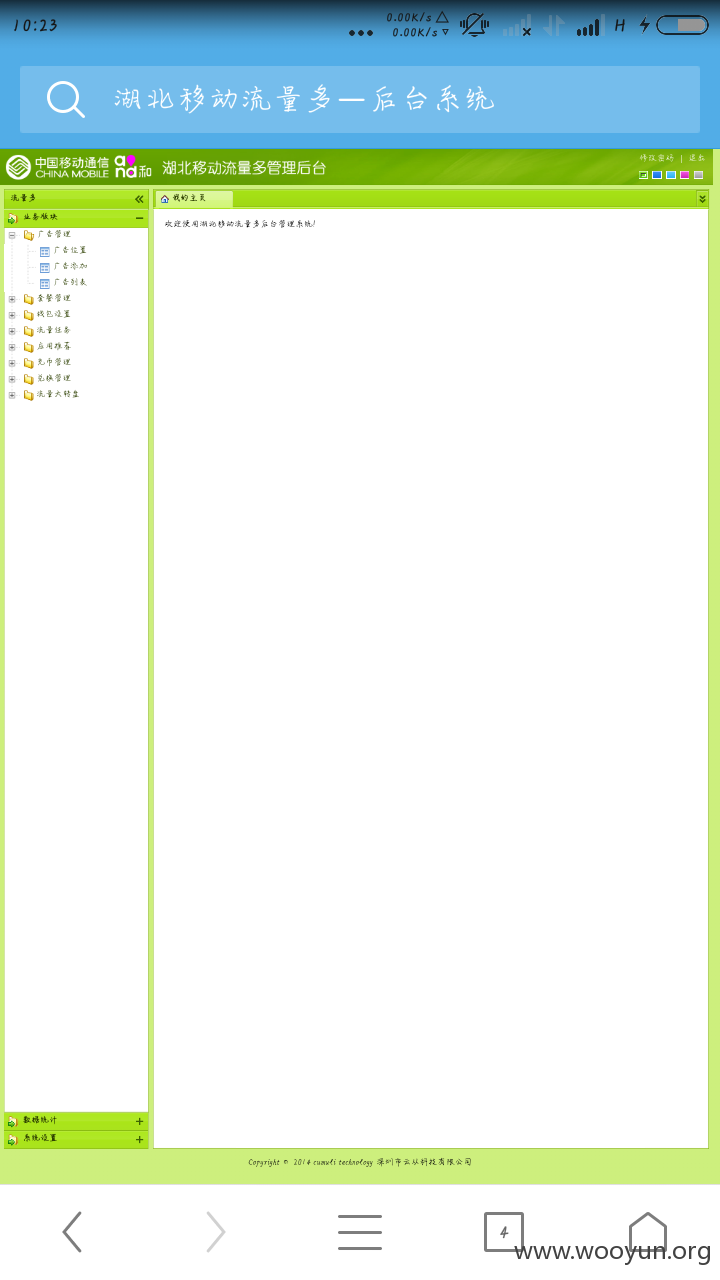 10:23
0.00K/s
0.00K/s
H
湖北移动流量多—后台系统
中国移动通信
CHINA MOBILE
and和
湖北移动流量多管理后台
修改密码 | 退出
流量多
我的主页
业务版块
欢迎使用湖北移动流量多后台管理系统!
广告管理
广告位置
广告添加
广告列表
套餐管理
钱包设置
流量任务
应用推荐
充币管理
兑换管理
流量大转盘
数据统计
系统设置
Copyright © 2014 cumuli technology 深圳市云从科技有限公司
4
www.wooyun.org